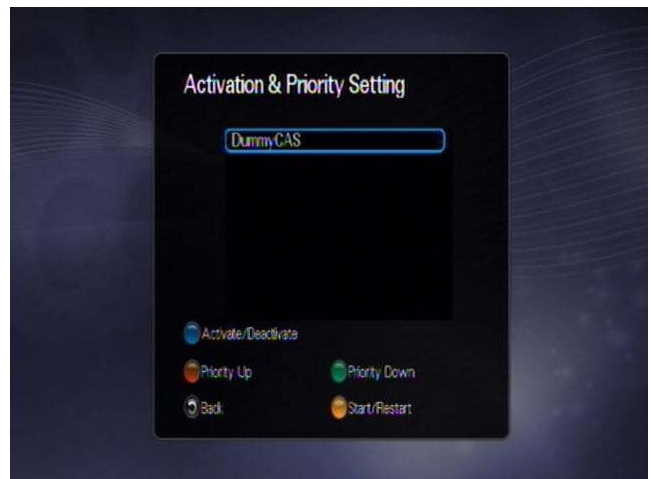 Activation & Priority Setting
DummyCAS
Activate/Deactivate
Priority Up Priority Down
Back Start/Restart